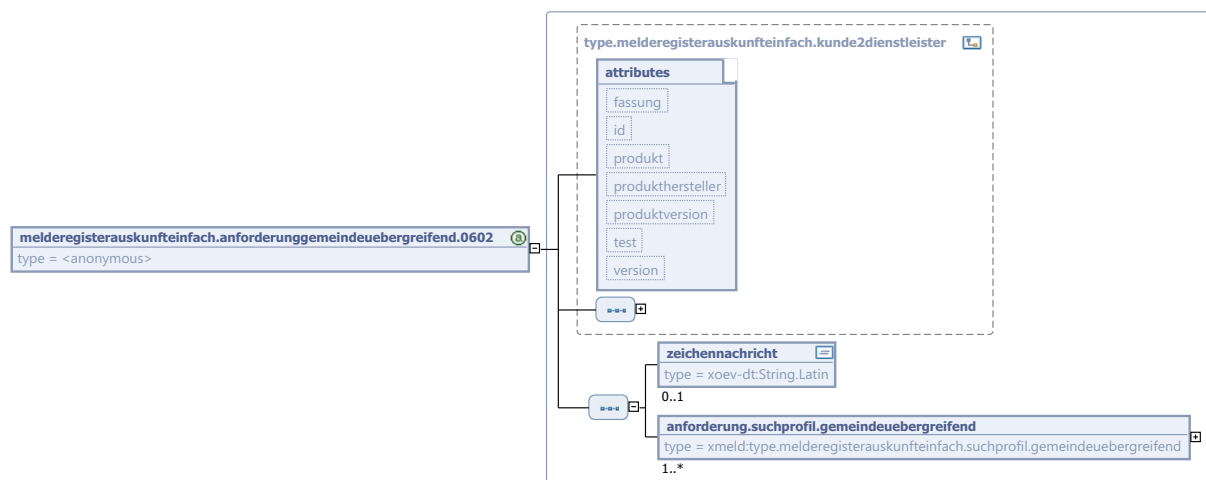 type.melderegisterauskunfteinfach.kunde2dienstleister
attributes
fassung
id
produkt
produkthersteller
produktversion
test
version
melderegisterauskunfteinfach.anforderunggemeindeuebergreifend.0602
type = <anonymous>
zeichennachricht
type = xoev-dt:String.Latin
0..1
anforderung.suchprofil.gemeindeuebergreifend
type = xmeld:type.melderegisterauskunfteinfach.suchprofil.gemeindeuebergreifend
1..*